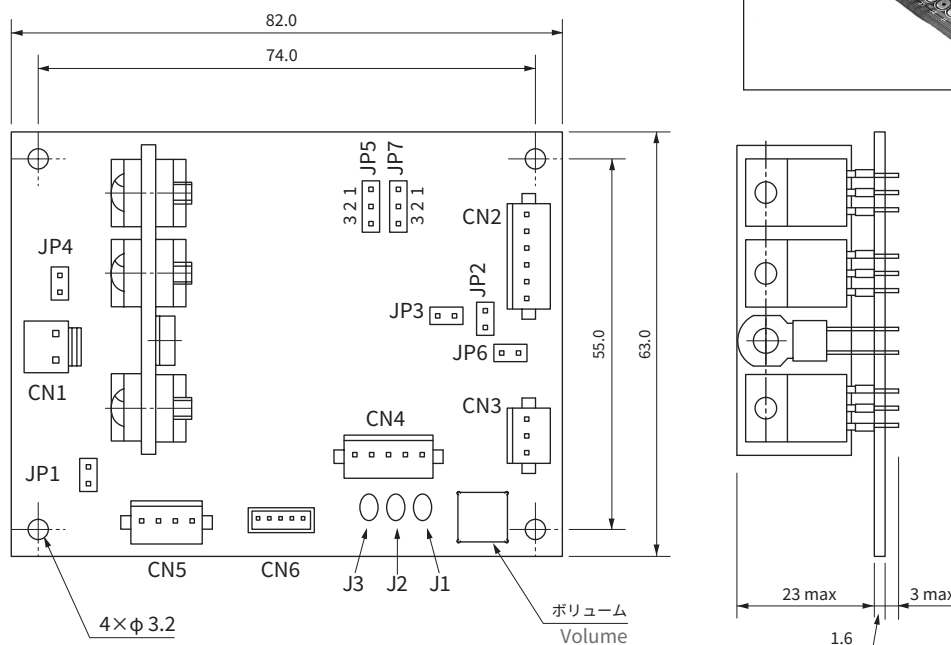 82.0
74.0
JP5
JP7
3 2 1
3 2 1
CN2
JP4
JP2
JP3
JP6
CN1
55.0
63.0
CN3
CN4
JP1
CN5
CN6
J3
J2
J1
4×φ 3.2
ボリューム
Volume
23 max
3 max
1.6